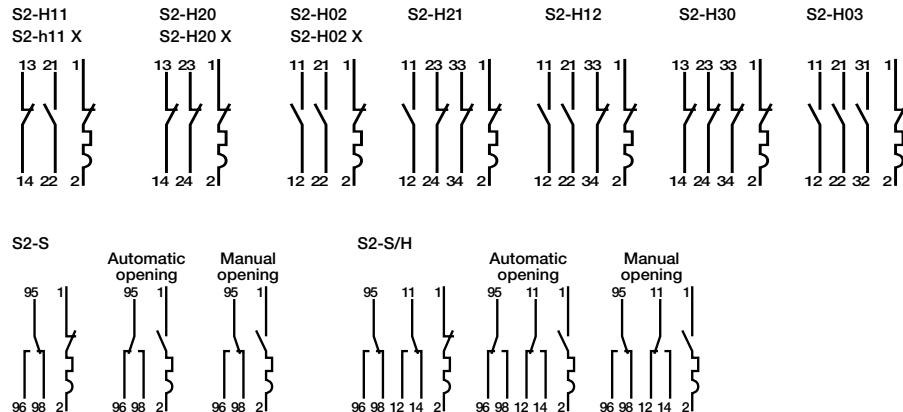 S2-H11 S2-H20 S2-H02 S2-H21 S2-H12 S2-H30 S2-H03
S2-h11 X S2-H20 X S2-H02 X
13 21 1 13 23 1 11 21 1 11 23 33 1 11 21 33 1 13 23 33 1 11 21 31 1
14 22 2 14 24 2 12 22 2 12 24 34 2 12 22 34 2 14 24 34 2 12 22 32 2
S2-S S2-S/H
Automatic opening Manual opening Automatic opening Manual opening
95 1 95 1 95 1 95 11 1 95 11 1 95 11 1
96 98 2 96 98 2 96 98 2 96 98 12 14 2 96 98 12 14 2 96 98 12 14 2